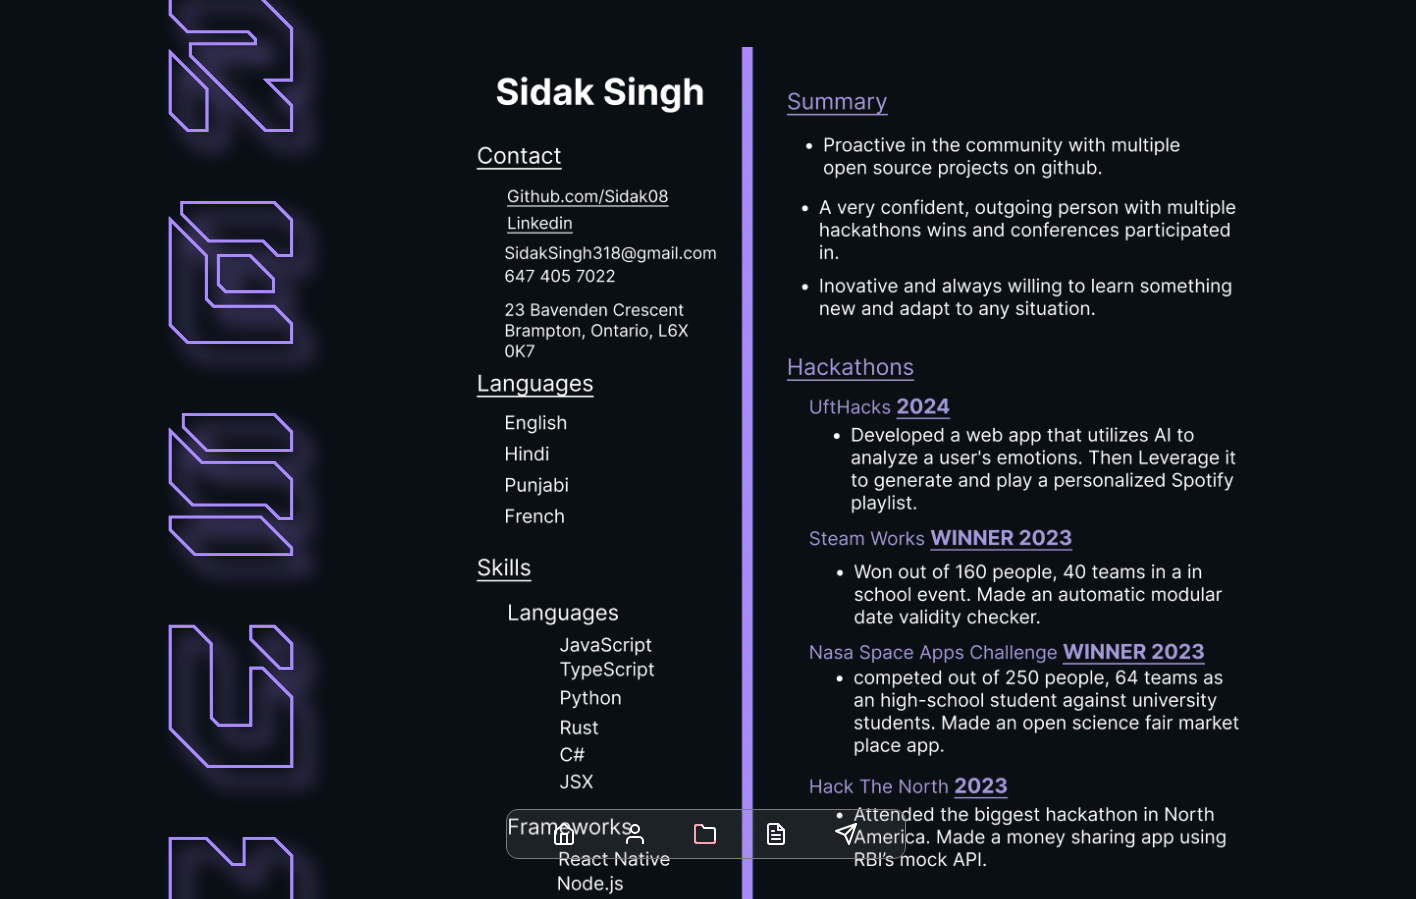 R
E
S
U
M
Sidak Singh
Contact
Github.com/Sidak08
Linkedin
SidakSingh318@gmail.com
647 405 7022
23 Bavenden Crescent
Brampton, Ontario, L6X
0K7
Languages
English
Hindi
Punjabi
French
Skills
Languages
JavaScript
TypeScript
Python
Rust
C#
JSX
Frameworks
React Native
Node.js
Summary
• Proactive in the community with multiple
open source projects on github.
• A very confident, outgoing person with multiple
hackathons wins and conferences participated
in.
• Inovative and always willing to learn something
new and adapt to any situation.
Hackathons
UftHacks 2024
• Developed a web app that utilizes AI to
analyze a user's emotions. Then Leverage it
to generate and play a personalized Spotify
playlist.
Steam Works WINNER 2023
• Won out of 160 people, 40 teams in a in
school event. Made an automatic modular
date validity checker.
Nasa Space Apps Challenge WINNER 2023
• competed out of 250 people, 64 teams as
an high-school student against university
students. Made an open science fair market
place app.
Hack The North 2023
• Attended the biggest hackathon in North
America. Made a money sharing app using
RBI's mock API.